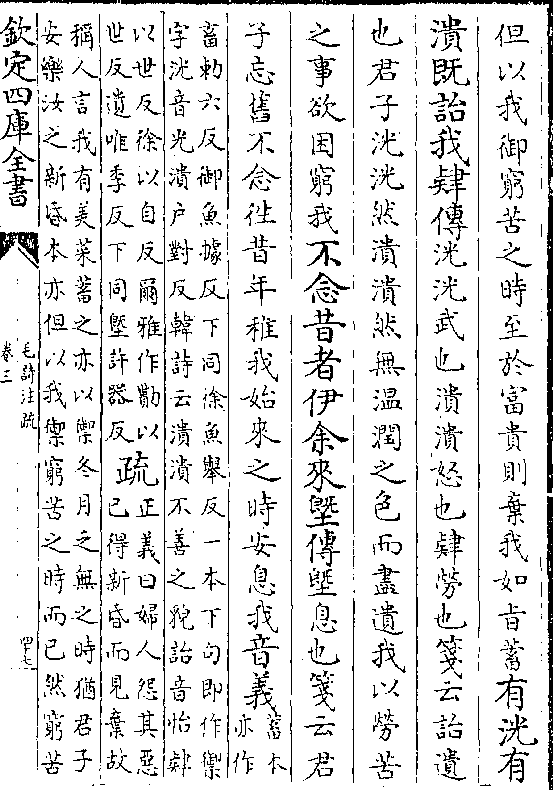 但以我御窮苦之時至於富貴則棄我如旨蓄有洸有
潰既詒我肄傳洸洸武也潰潰怒也肄勞也箋云詒遺
也君子洸洸然潰潰然無温潤之色而盡遺我以勞苦
之事欲困窮我不念昔者伊余來墍傳墍息也箋云君
子忘舊不念徃昔年稚我始來之時安息我音義蓄本
亦作
畜勅六反御魚據反下同徐魚舉反一本下句即作禦
字洸音光潰户對反韓詩云潰潰不善之貌詒音怡肄
以世反徐以自反爾雅作勩以
世反遺唯季反下同墍許器反
疏
正義曰婦人怨其惡
已得新昏而見棄故
稱人言我有美菜蓄之亦以禦冬月乏無之時猶君子
安樂汝之新昏本亦但以我禦窮苦之時而已然窮苦
欽定四庫全書
毛詩注疏
卷三
四七